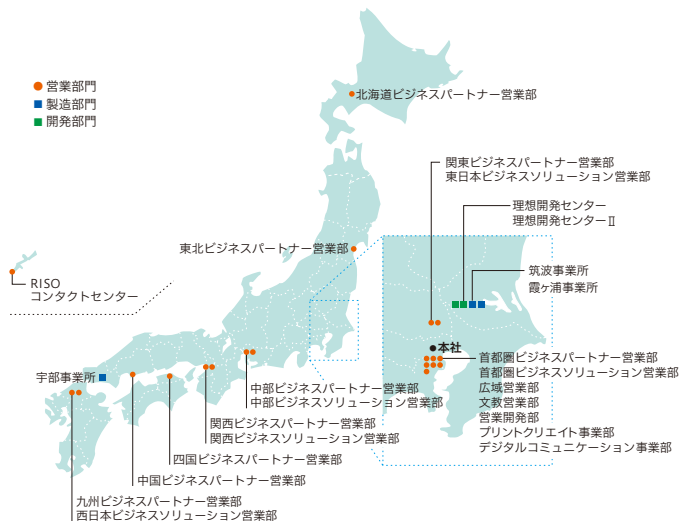 営業部門
製造部門
開発部門
北海道ビジネスパートナー営業部
関東ビジネスパートナー営業部
東日本ビジネスソリューション営業部
理想開発センター
理想開発センターⅡ
東北ビジネスパートナー営業部
筑波事業所
霞ヶ浦事業所
RISO
コンタクトセンター
本社
首都圏ビジネスパートナー営業部
首都圏ビジネスソリューション営業部
広域営業部
文教営業部
営業開発部
プリントクリエイト事業部
デジタルコミュニケーション事業部
宇部事業所
中部ビジネスパートナー営業部
中部ビジネスソリューション営業部
関西ビジネスパートナー営業部
関西ビジネスソリューション営業部
四国ビジネスパートナー営業部
中国ビジネスパートナー営業部
九州ビジネスパートナー営業部
西日本ビジネスソリューション営業部